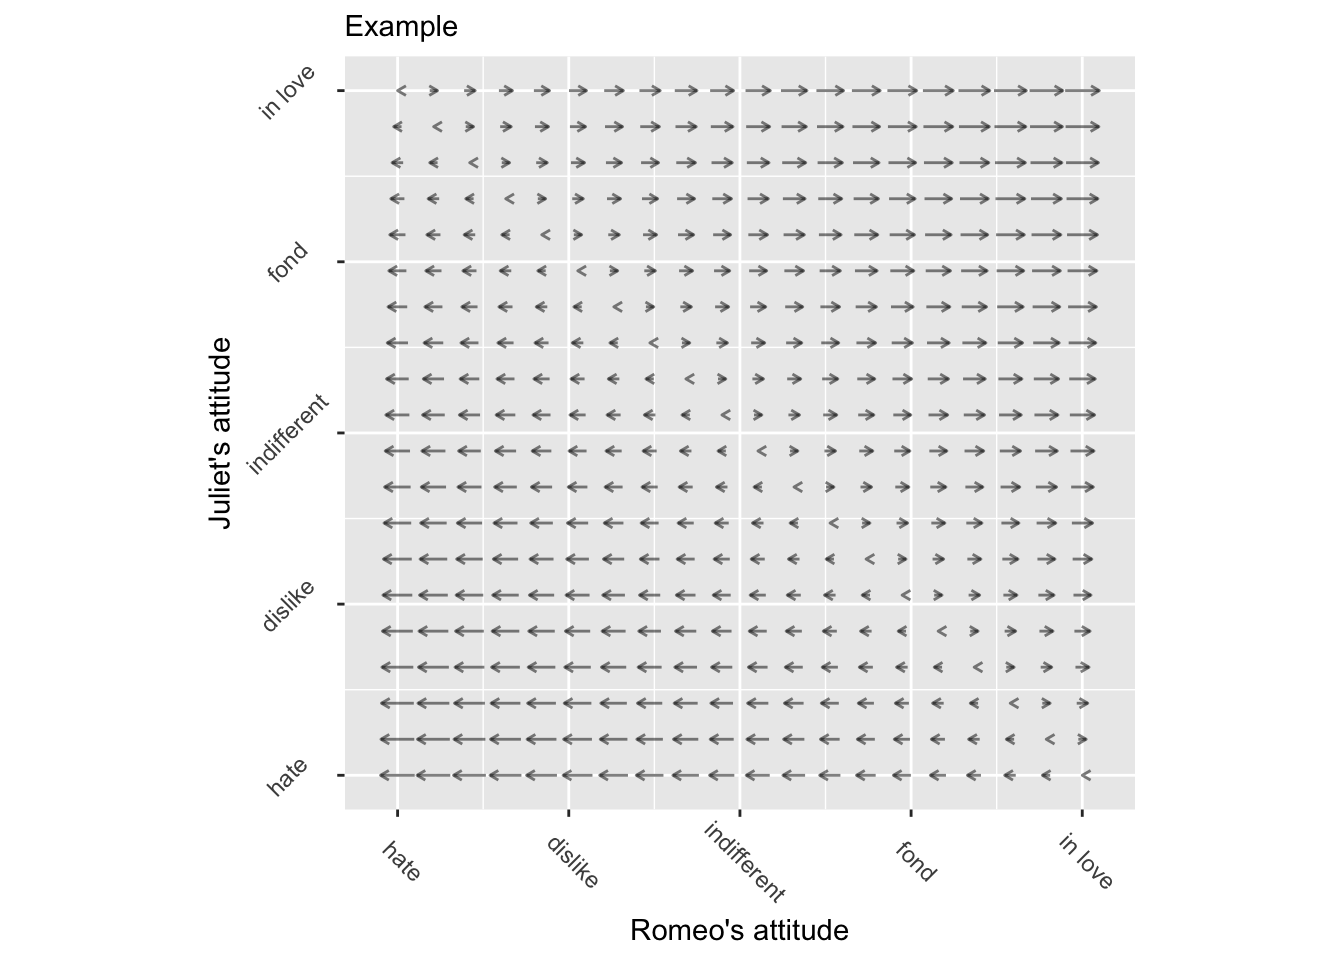 Example
Juliet's attitude
in love
fond
indifferent
dislike
hate
hate
dislike
indifferent
fond
in love
Romeo's attitude